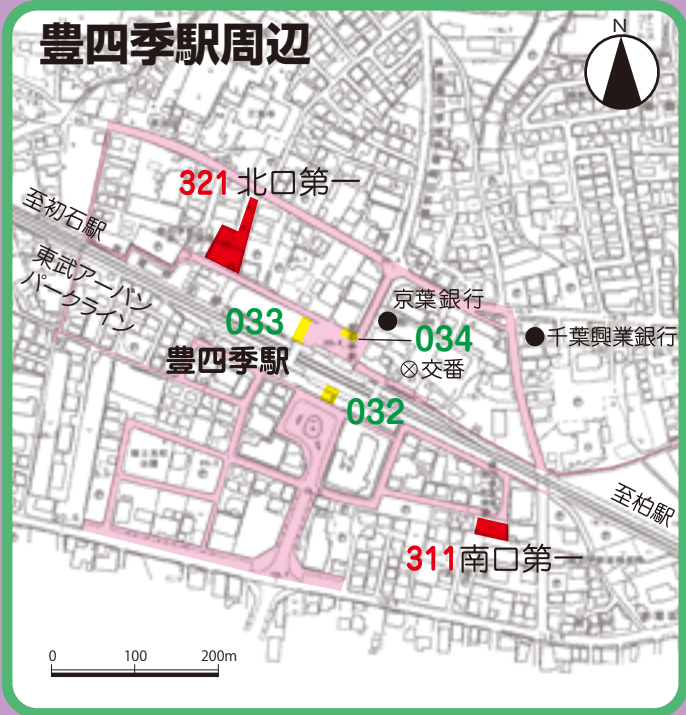 豊四季駅周辺
N
321 北口第一
至初石駅
東武アーバン
パークライン
京葉銀行
033
034
千葉興業銀行
豊四季駅
交番
032
至柏駅
311 南口第一
0 100 200m